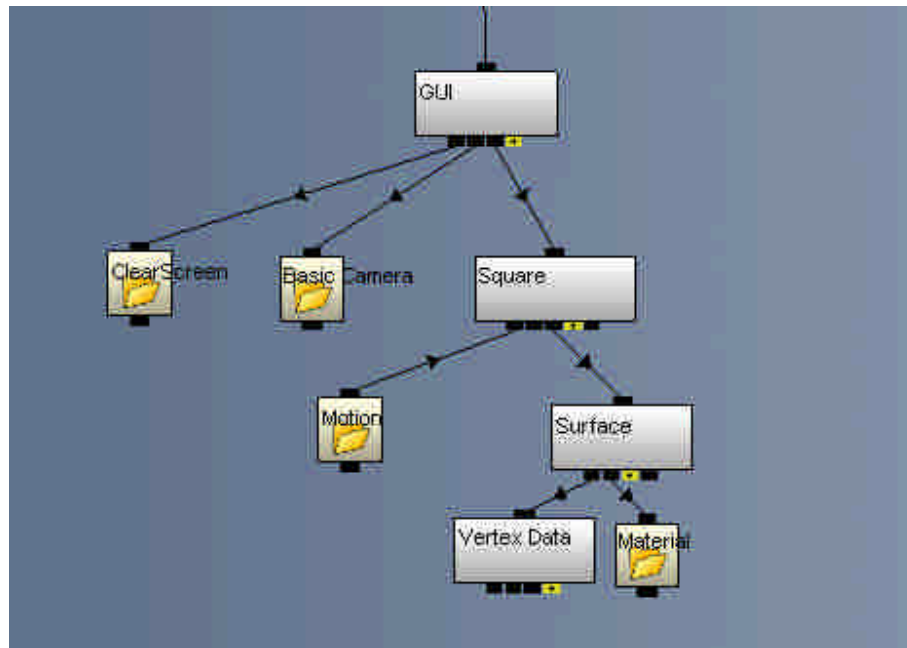 GUI
ClearScreen
Basic Camera
Square
Motion
Surface
Vertex Data
Material